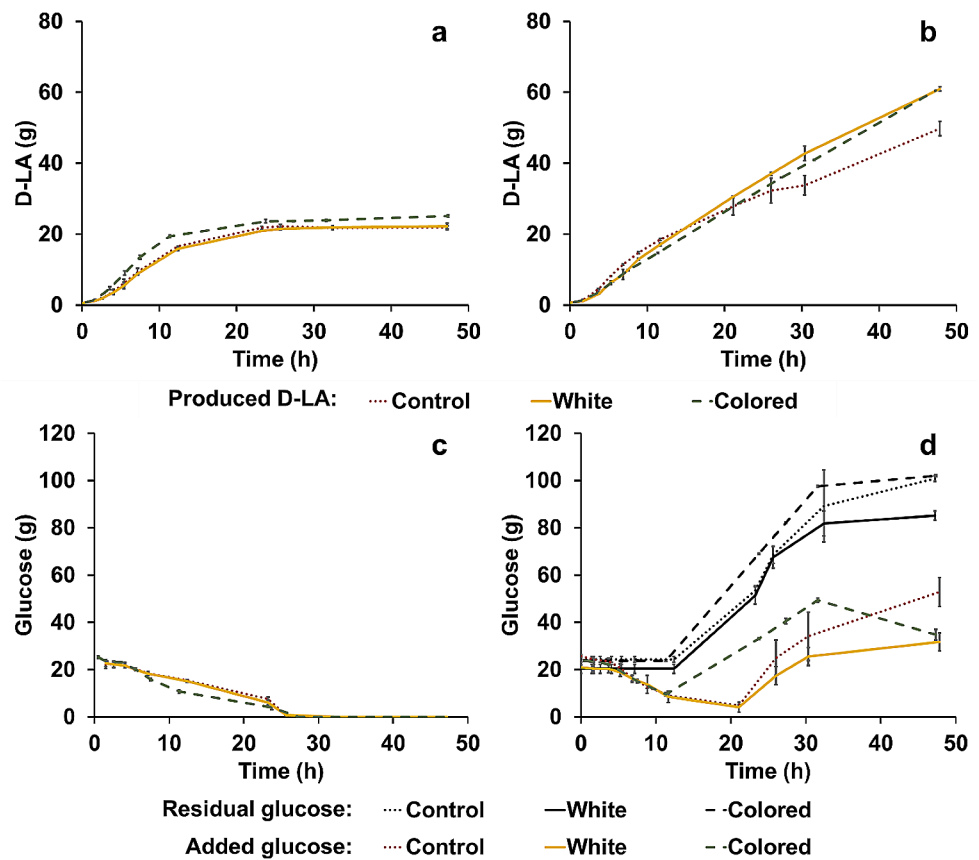 a
b
80
60
40
20
0
D-LA (g)
0 10 20 30 40 50
Time (h)
80
60
40
20
0
D-LA (g)
0 10 20 30 40 50
Time (h)
Produced D-LA: Control White Colored
c
d
120
100
80
60
40
20
0
Glucose (g)
0 10 20 30 40 50
Time (h)
120
100
80
60
40
20
0
Glucose (g)
0 10 20 30 40 50
Time (h)
Residual glucose: Control White Colored
Added glucose: Control White Colored